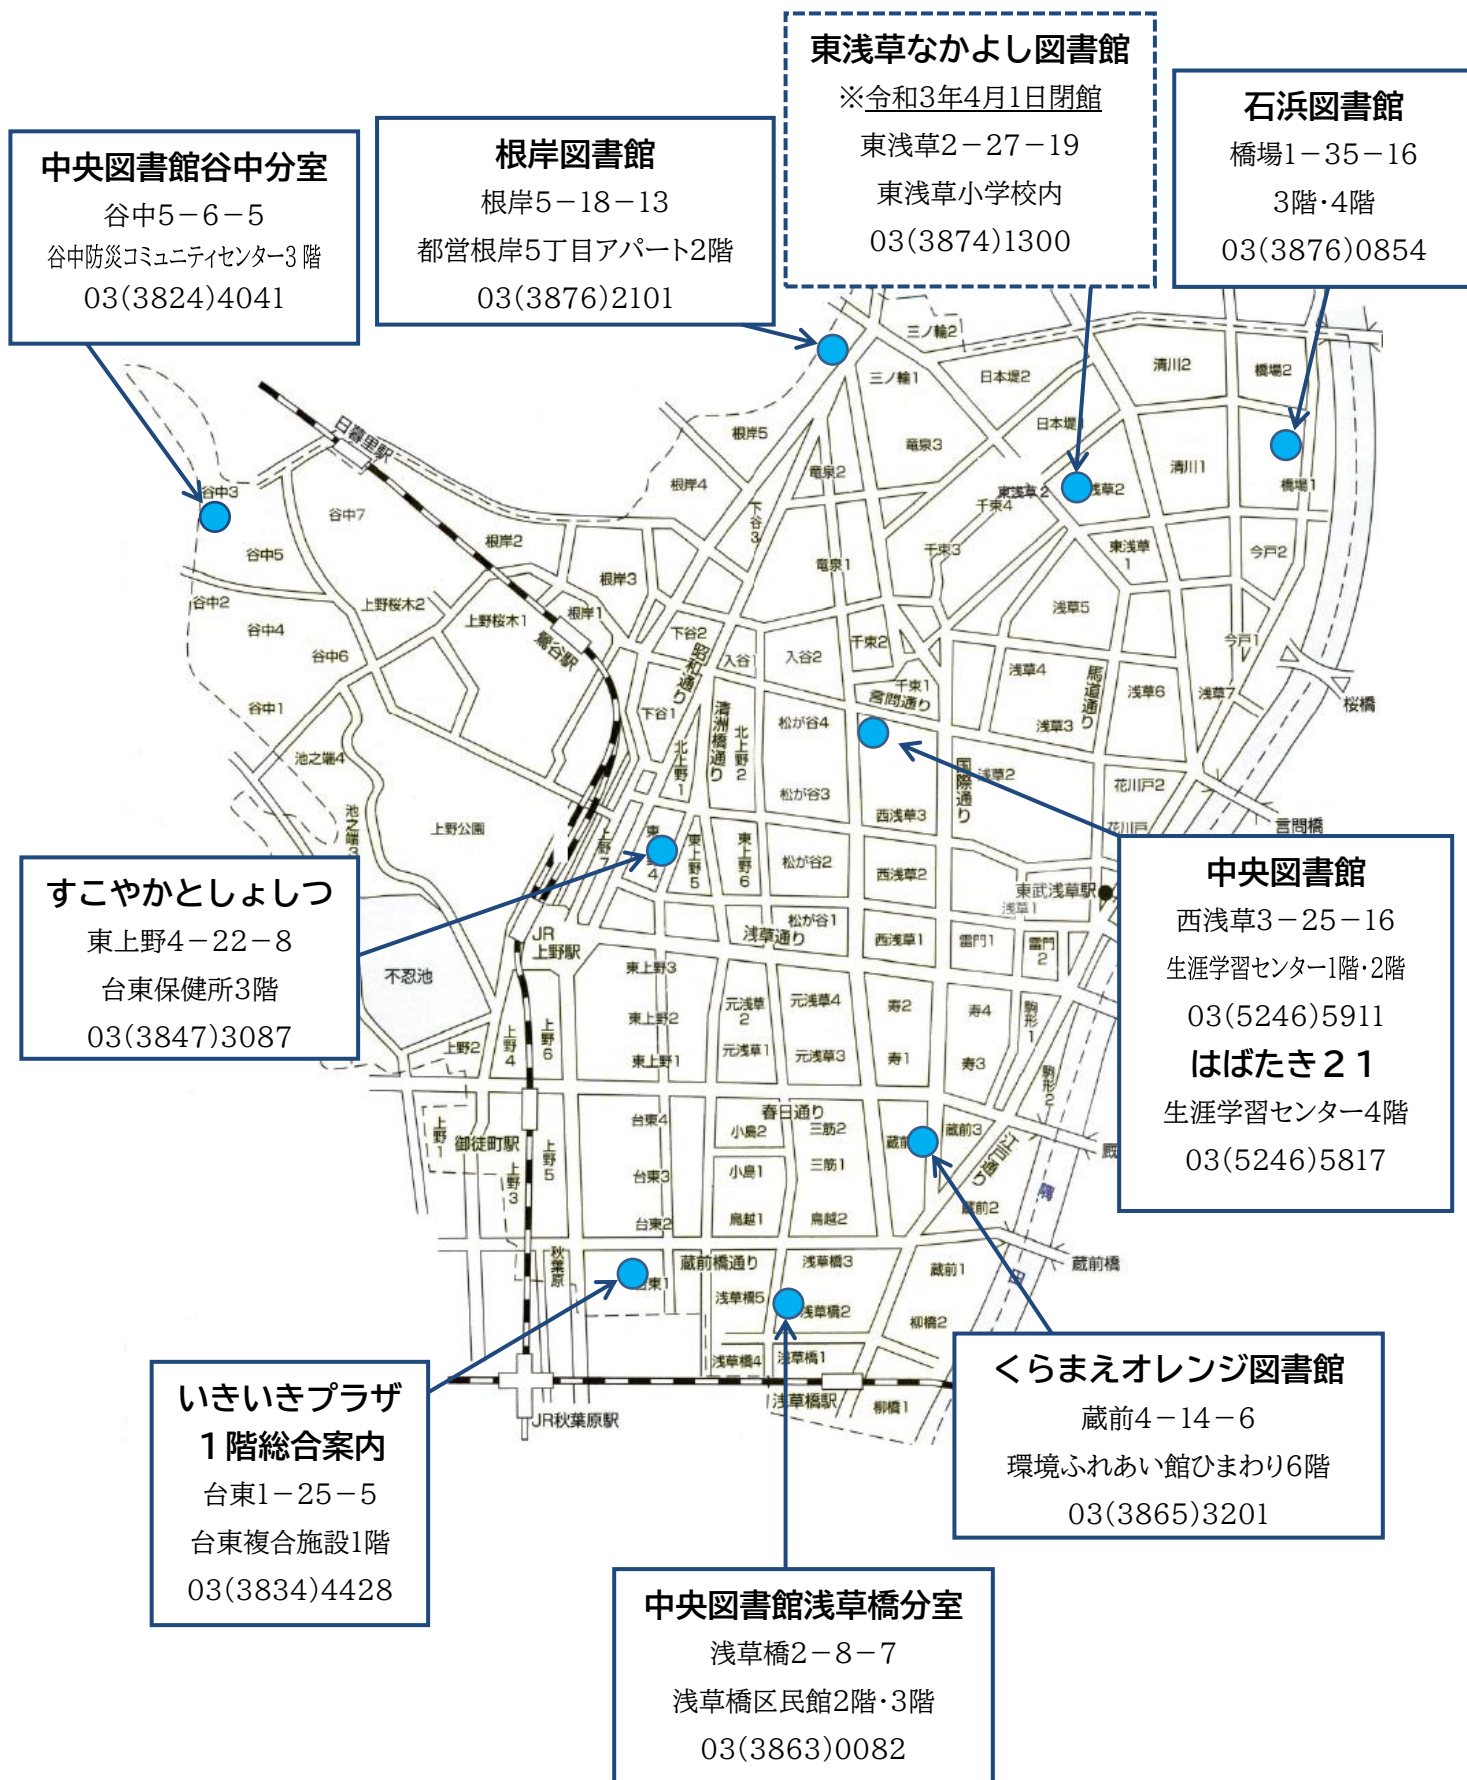 東浅草なかよし図書館
※令和3年4月1日閉館
東浅草2－27－19
東浅草小学校内
03(3874)1300
石浜図書館
橋場1－35－16
3階・4階
03(3876)0854
中央図書館谷中分室
谷中5－6－5
谷中防災コミュニティセンター3 階
03(3824)4041
根岸図書館
根岸5－18－13
都営根岸5丁目アパート2階
03(3876)2101
三ノ輪2
三ノ輪1
日本堤2
清川2
橋場2
日暮里駅
根岸5
竜泉3
日本堤1
根岸4
竜泉2
清川1
橋場1
谷中3
谷中7
下谷3
千束4
東浅草2
浅草2
谷中5
根岸2
根岸3
竜泉1
千束3
東浅草1
今戸2
谷中2
上野桜木2
上野桜木1
根岸1
浅草5
谷中4
鶯谷駅
下谷2
千束2
今戸1
谷中6
昭和通り
入谷1
入谷2
浅草4
馬道通り
浅草6
浅草7
千束1
言問通り
谷中1
下谷1
清洲橋通り
北上野2
松が谷4
浅草3
桜橋
池之端4
北上野1
国際通り
浅草2
花川戸2
松が谷3
西浅草3
言問橋
池之端3
上野公園
上野7
東上野5
東上野6
松が谷2
西浅草2
東武浅草駅
浅草1
すこやかとしょしつ
東上野4－22－8
台東保健所3階
03(3847)3087
中央図書館
西浅草3－25－16
生涯学習センター1階・2階
03(5246)5911
はばたき２１
生涯学習センター4階
03(5246)5817
松が谷1
浅草通り
西浅草1
雷門1
雷門2
JR
上野駅
不忍池
東上野3
元浅草2
元浅草4
寿2
寿4
駒形1
東上野2
上野6
上野4
上野2
東上野1
元浅草1
元浅草3
寿1
寿3
駒形2
春日通り
台東4
小島2
三筋2
蔵前3
江戸通り
上野1
御徒町駅
上野5
上野3
台東3
小島1
三筋1
隅
蔵前2
台東2
鳥越1
鳥越2
秋葉原
蔵前橋通り
浅草橋3
蔵前1
蔵前橋
田
台東1
浅草橋5
浅草橋2
柳橋2
浅草橋4
浅草橋1
浅草橋駅
柳橋1
JR秋葉原駅
いきいきプラザ
１階総合案内
台東1－25－5
台東複合施設1階
03(3834)4428
くらまえオレンジ図書館
蔵前4－14－6
環境ふれあい館ひまわり6階
03(3865)3201
中央図書館浅草橋分室
浅草橋2－8－7
浅草橋区民館2階・3階
03(3863)0082